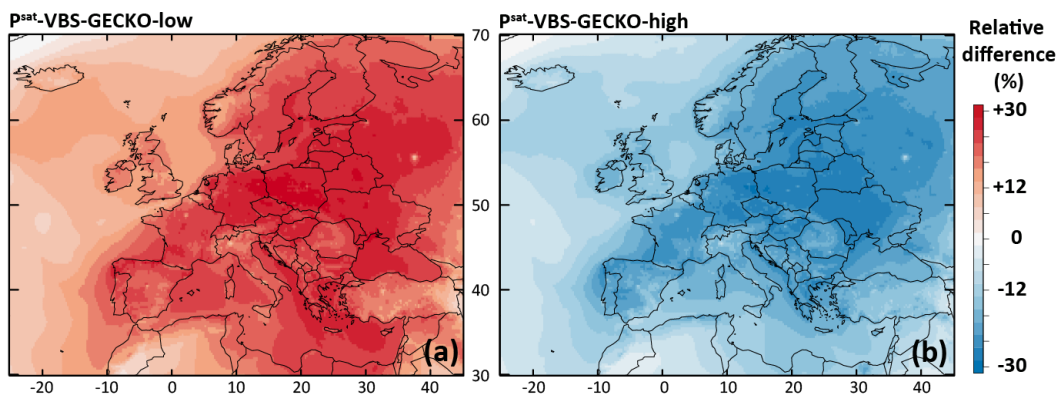 Psat-VBS-GECKO-low
Psat-VBS-GECKO-high
Relative
difference
(%)
70
60
50
40
30
+30
+12
0
-12
-30
(a)
(b)
-20 -10 0 10 20 30 40
-20 -10 0 10 20 30 40